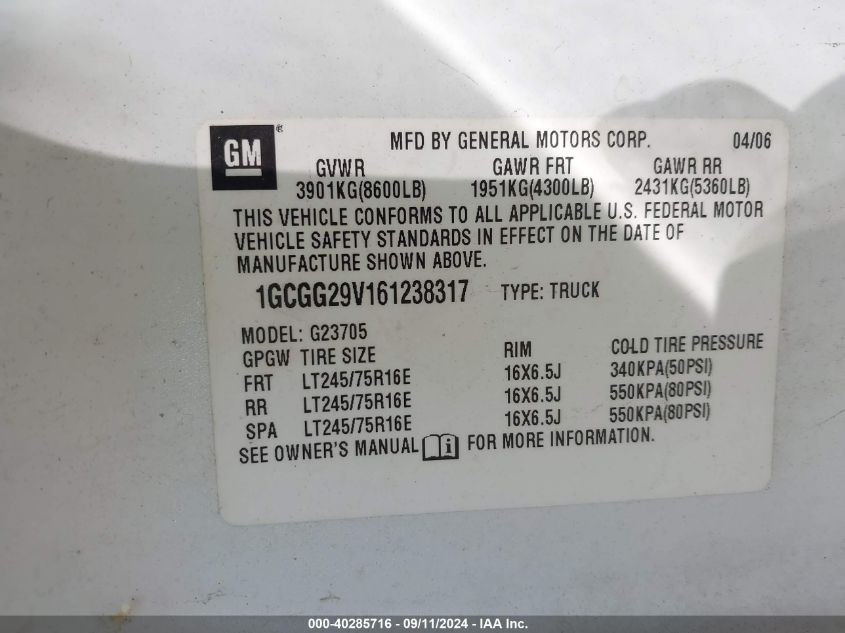 GM ® MFD BY GENERAL MOTORS CORP. 04/06
GVWR GAWR FRT GAWR RR
3901KG(8600LB) 1951KG(4300LB) 2431KG(5360LB)
THIS VEHICLE CONFORMS TO ALL APPLICABLE U.S. FEDERAL MOTOR
VEHICLE SAFETY STANDARDS IN EFFECT ON THE DATE OF
MANUFACTURE SHOWN ABOVE.
1GCGG29V161238317 TYPE: TRUCK
MODEL: G23705
GPGW TIRE SIZE RIM COLD TIRE PRESSURE
FRT LT245/75R16E 16X6.5J 340KPA(50PSI)
RR LT245/75R16E 16X6.5J 550KPA(80PSI)
SPA LT245/75R16E 16X6.5J 550KPA(80PSI)
SEE OWNER'S MANUAL i FOR MORE INFORMATION.
000-40285716 - 09/11/2024 - IAA Inc.